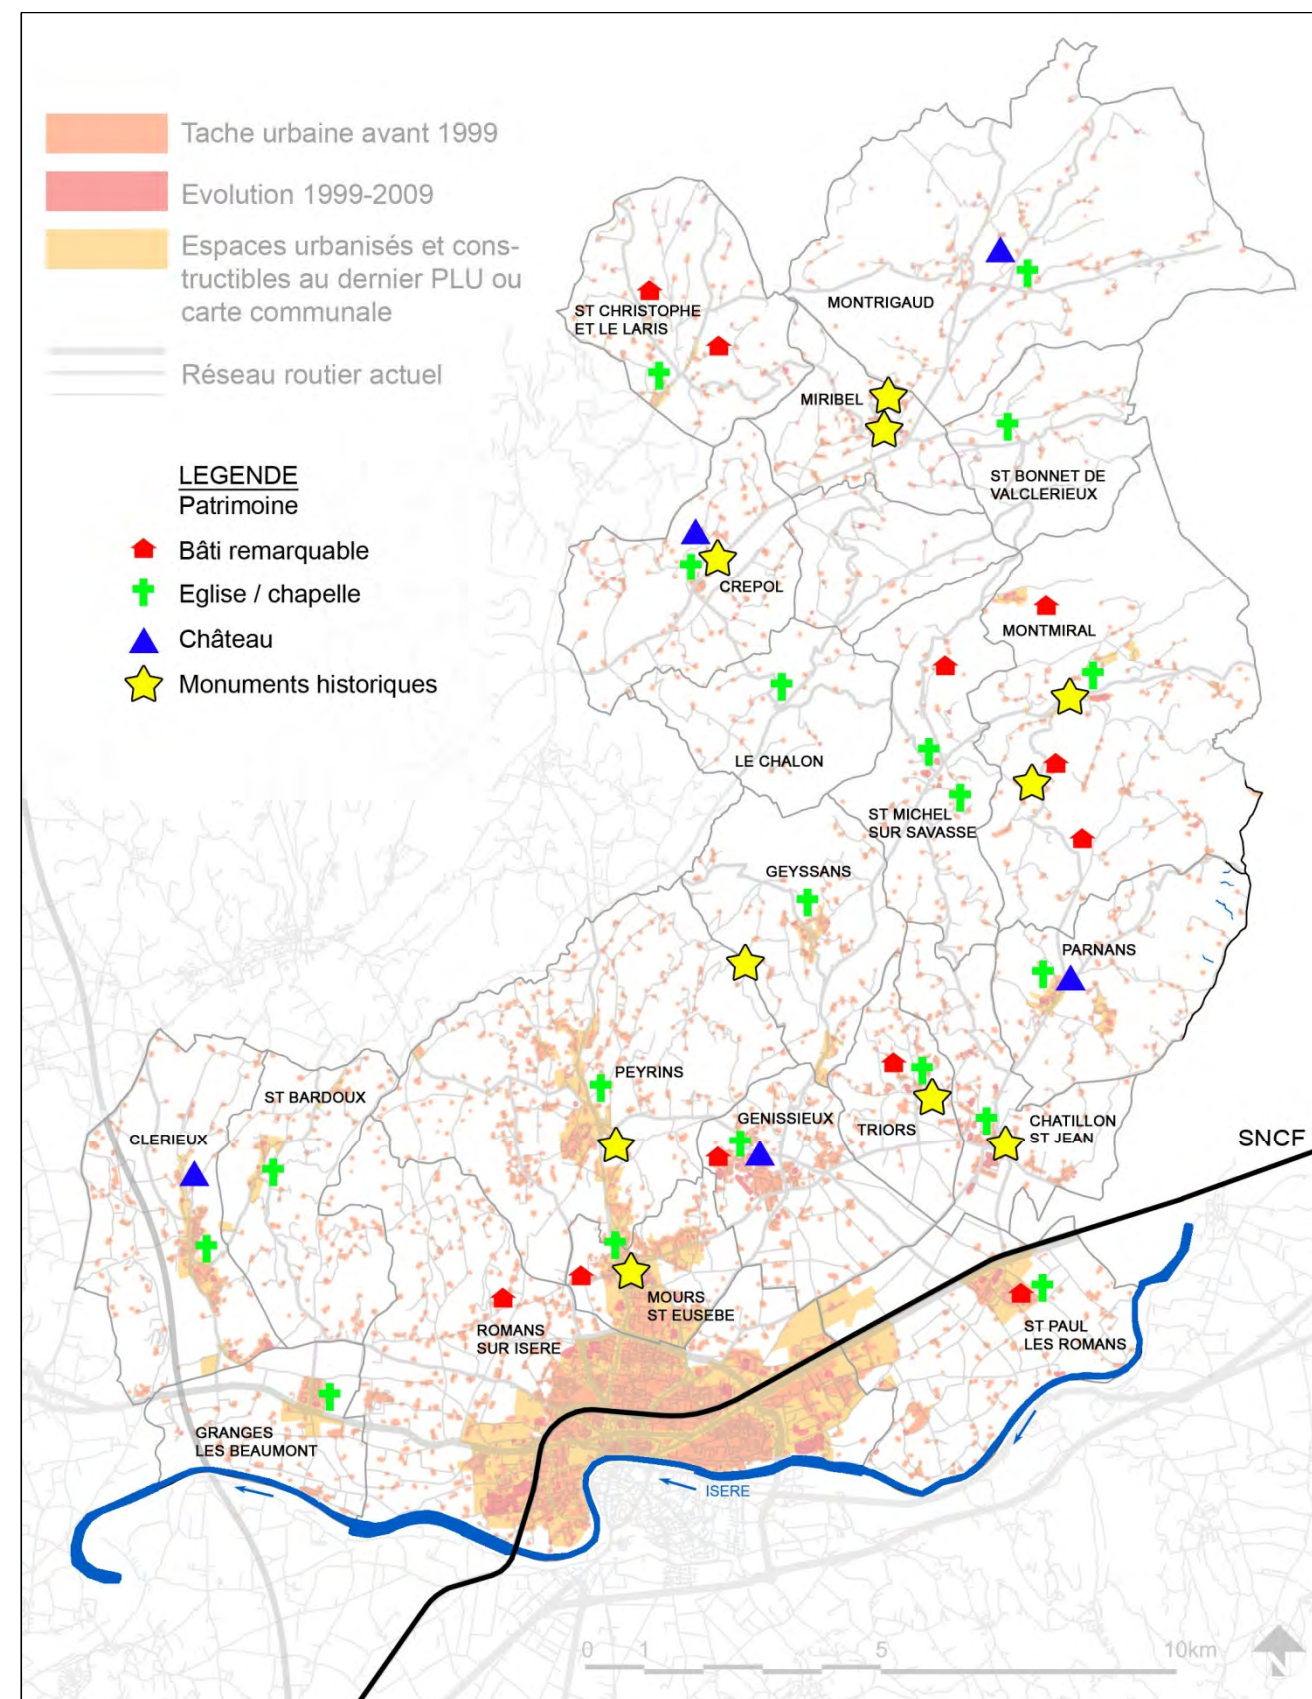 Tache urbaine avant 1999
Evolution 1999-2009
Espaces urbanisés et cons-
tructibles au dernier PLU ou
carte communale
Réseau routier actuel
LEGENDE
Patrimoine
Bâti remarquable
Eglise / chapelle
Château
Monuments historiques
MONTRIGAUD
ST CHRISTOPHE
ET LE LARIS
MIRIBEL
ST BONNET DE
VALCLERIEUX
CREPOL
MONTMIRAL
LE CHALON
ST MICHEL
SUR SAVASSE
GEYSSANS
PARNANS
PEYRINS
ST BARDOUX
CLERIEUX
GENISSIEUX
TRIORS
CHATILLON
ST JEAN
SNCF
MOURS
ST EUSEBE
ROMANS
SUR ISERE
ST PAUL
LES ROMANS
GRANGES
LES BEAUMONT
ISERE
0 1 5 10km